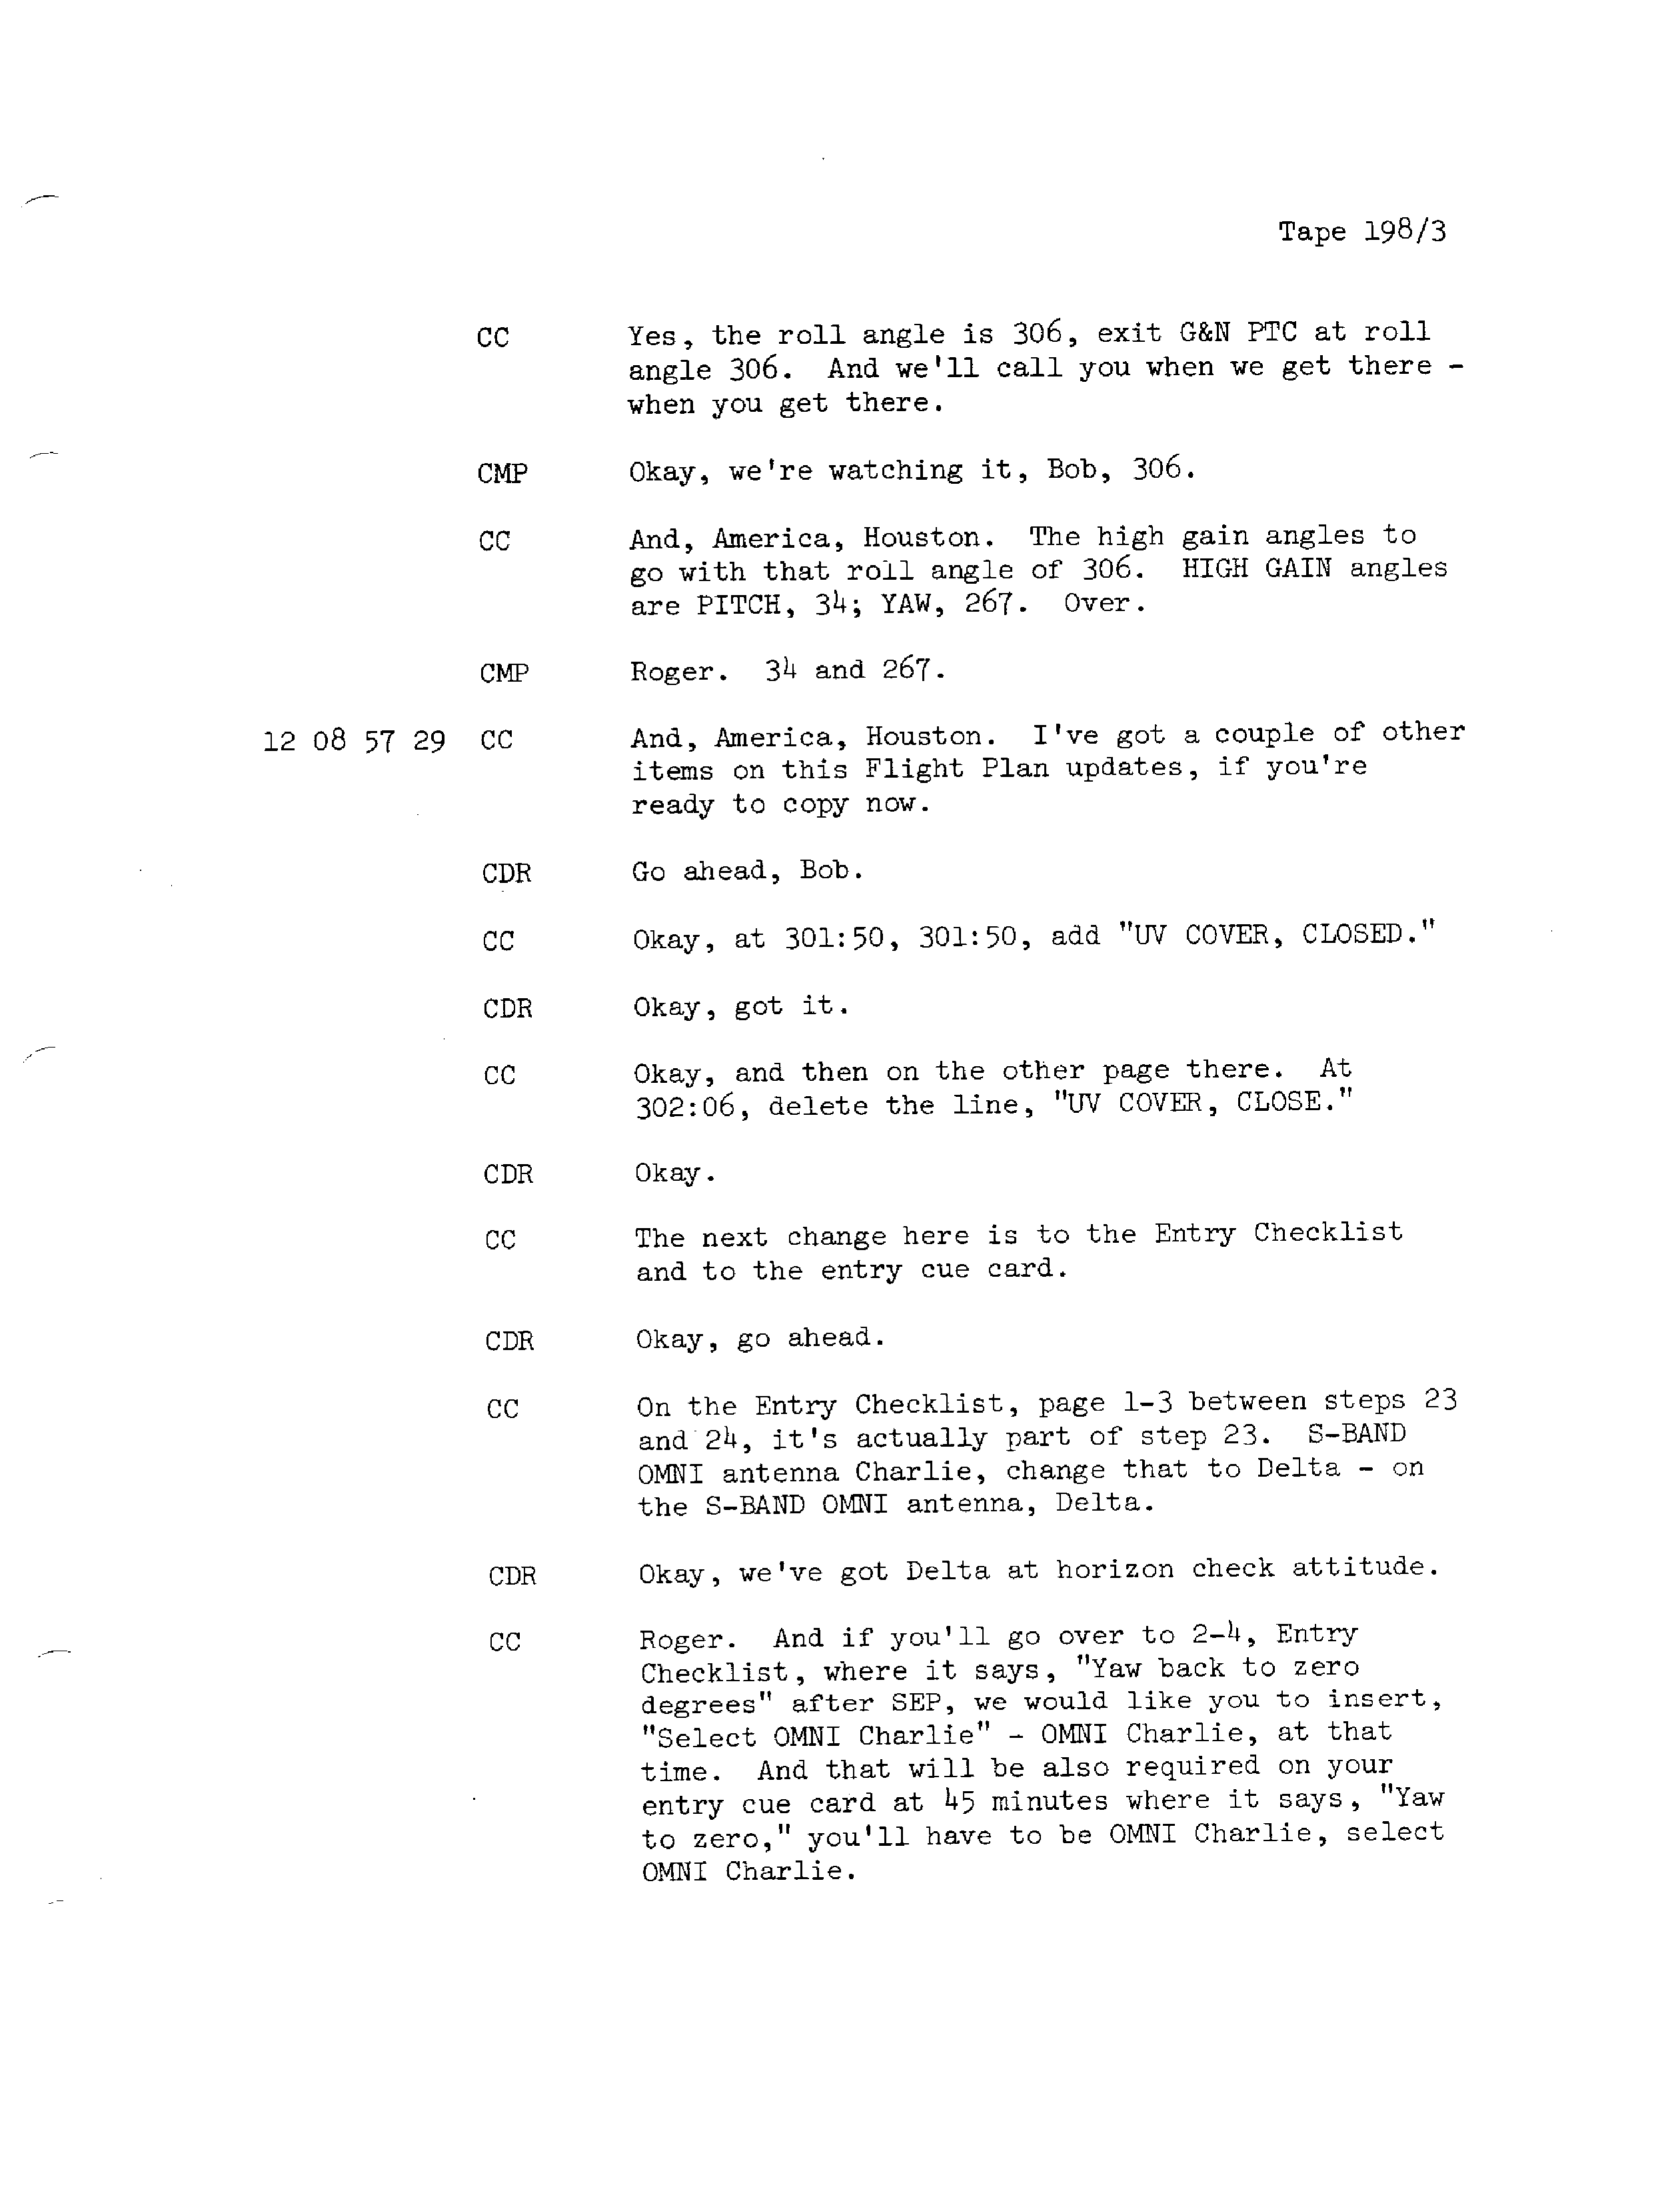 Tape 198/3
CC Yes, the roll angle is 306, exit G&N PTC at roll
angle 306. And we'll call you when we get there -
when you get there.
CMP Okay, we're watching it, Bob, 306.
CC And, America, Houston. The high gain angles to
go with that roll angle of 306. HIGH GAIN angles
are PITCH, 34; YAW, 267. Over.
CMP Roger. 34 and 267.
12 08 57 29 CC And, America, Houston. I've got a couple of other
items on this Flight Plan updates, if you're
ready to copy now.
CDR Go ahead, Bob.
CC Okay, at 301:50, 301:50, add "UV COVER, CLOSED."
CDR Okay, got it.
CC Okay, and then on the other page there. At
302:06, delete the line, "UV COVER, CLOSE."
CDR Okay.
CC The next change here is to the Entry Checklist
and to the entry cue card.
CDR Okay, go ahead.
CC On the Entry Checklist, page 1-3 between steps 23
and 24, it's actually part of step 23. S-BAND
OMNI antenna Charlie, change that to Delta - on
the S-BAND OMNI antenna, Delta.
CDR Okay, we've got Delta at horizon check attitude.
CC Roger. And if you'll go over to 2-4, Entry
Checklist, where it says, "Yaw back to zero
degrees" after SEP, we would like you to insert,
"Select OMNI Charlie" - OMNI Charlie, at that
time. And that will be also required on your
entry cue card at 45 minutes where it says, "Yaw
to zero," you'll have to be OMNI Charlie, select
OMNI Charlie.